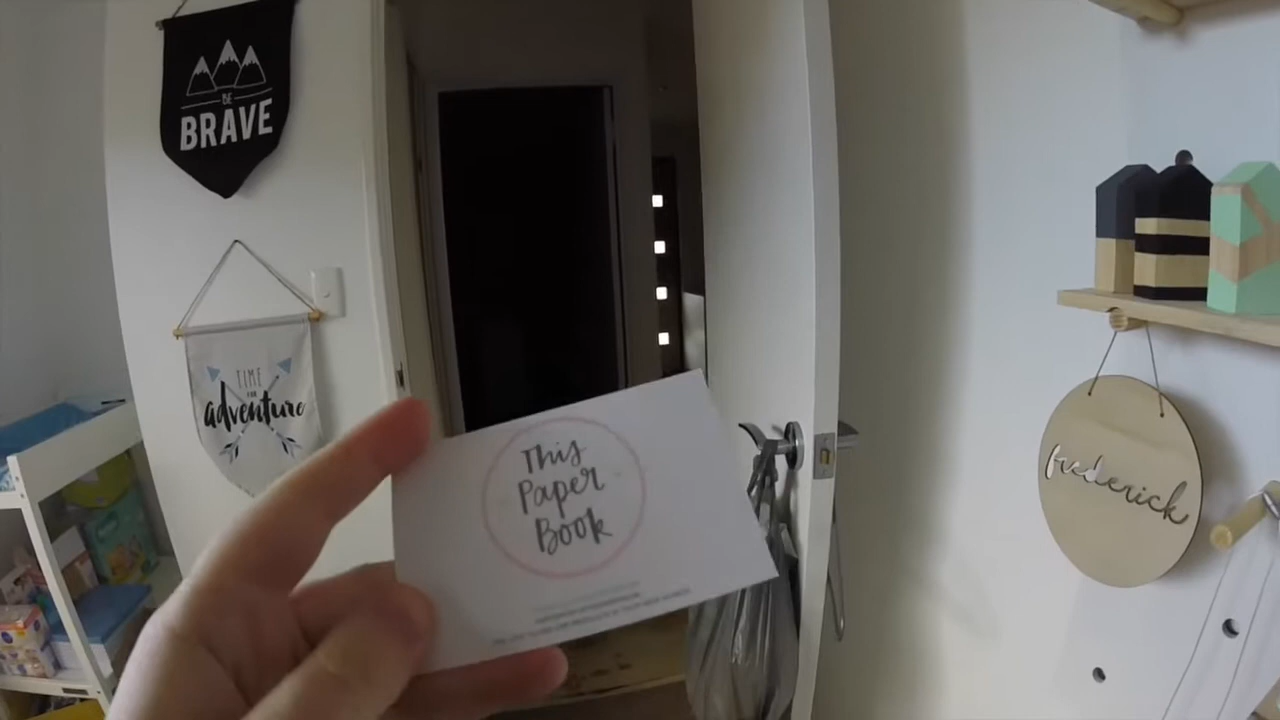 BE
BRAVE
TIME
FOR
adventure
This
Paper
Book
frederick